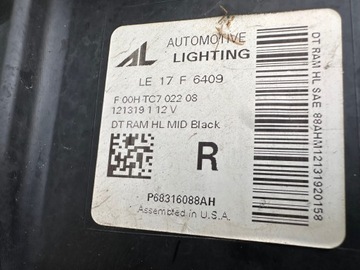 AL AUTOMOTIVE
LIGHTING
LE 17 F 6409
F 00H TC7 022 08
121319 1 12 V
DT RAM HL MID Black
R
P68316088AH
Assembled in U.S.A.
DT RAM HL SAE 88AHM12131920158